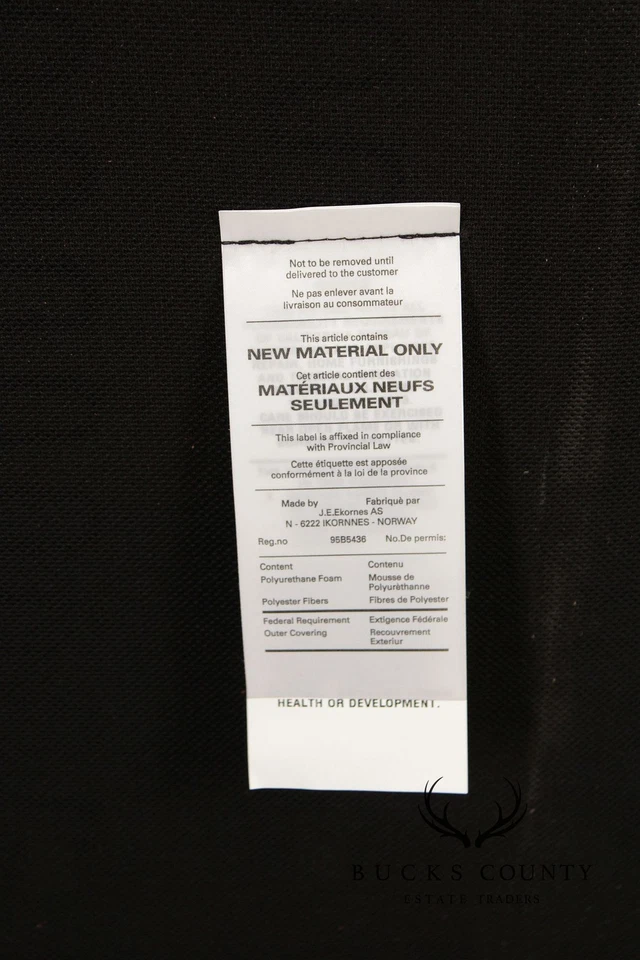 Not to be removed until
delivered to the customer
Ne pas enlever avant la
livraison au consommateur
This article contains
NEW MATERIAL ONLY
Cet article contient des
MATÉRIAUX NEUFS
SEULEMENT
This label is affixed in compliance
with Provincial Law
Cette étiquette est apposée
conformément à la loi de la province
Made by Fabriquè par
J.E.Ekornes AS
N - 6222 IKORNNES - NORWAY
Reg.no 95B5436 No.De permis:
Content Contenu
Polyurethane Foam Mousse de
Polyurèthanne
Polyester Fibers Fibres de Polyester
Federal Requirement Extigence Fédérale
Outer Covering Recouvrement
Exteriur
HEALTH OR DEVELOPMENT.
BUCKS COUNTY
ESTATE TRADERS